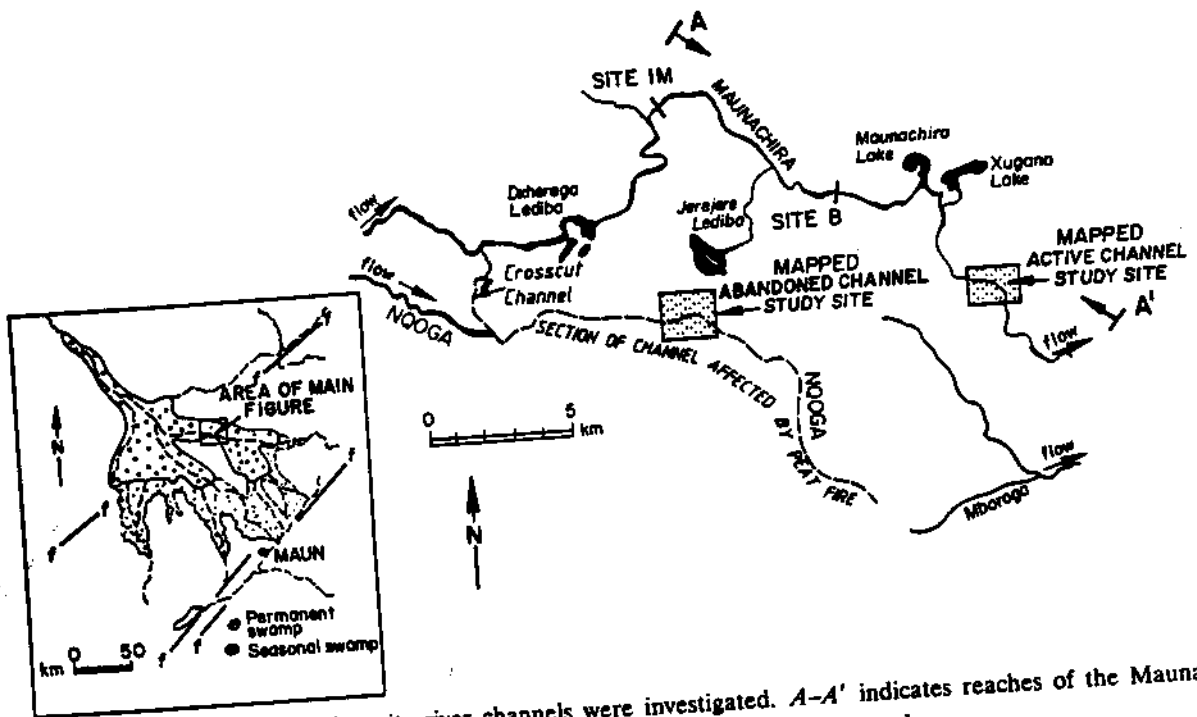 A
SITE 1M
MAUNACHIRA
Maunachira
Lake
Xugana
Lake
Dxherega
Lediba
flow
Jerejere
Lediba
SITE B
MAPPED
ACTIVE CHANNEL
STUDY SITE
MAPPED
ABANDONED CHANNEL
STUDY SITE
Crosscut
Channel
flow
NQOGA
A'
flow
SECTION OF CHANNEL AFFECTED BY PEAT FIRE
NQOGA
0 5
km
N
flow
Mboroga
AREA OF MAIN
FIGURE
N
f
f
f
f
f
f
MAUN
Permanent
swamp
Seasonal swamp
km 0 50
f
f
river channels were investigated. A–A' indicates reaches of the Mauna